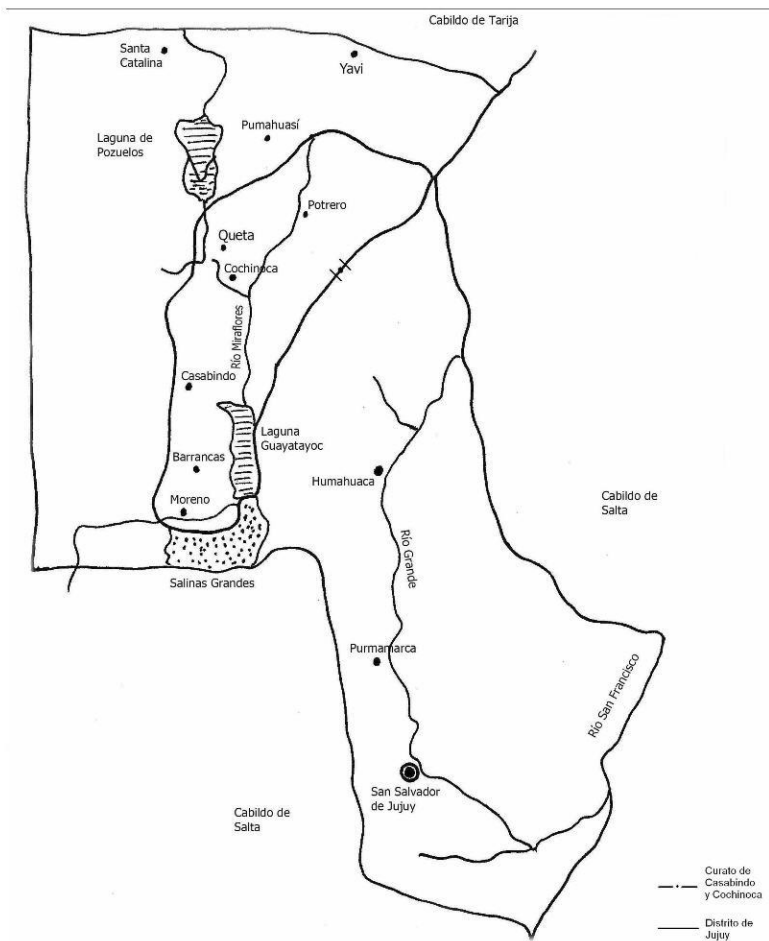 Cabildo de Tarija
Santa
Catalina
Yavi
Pumahuasí
Laguna de
Pozuelos
Potrero
Queta
Cochinoca
Río Miraflores
Casabindo
Laguna
Guayatayoc
Barrancas
Humahuaca
Moreno
Cabildo de
Salta
Río Grande
Salinas Grandes
Purmamarca
Río San Francisco
San Salvador
de Jujuy
Cabildo de
Salta
Curato de
Casabindo
y Cochinoca
Distrito de
Jujuy